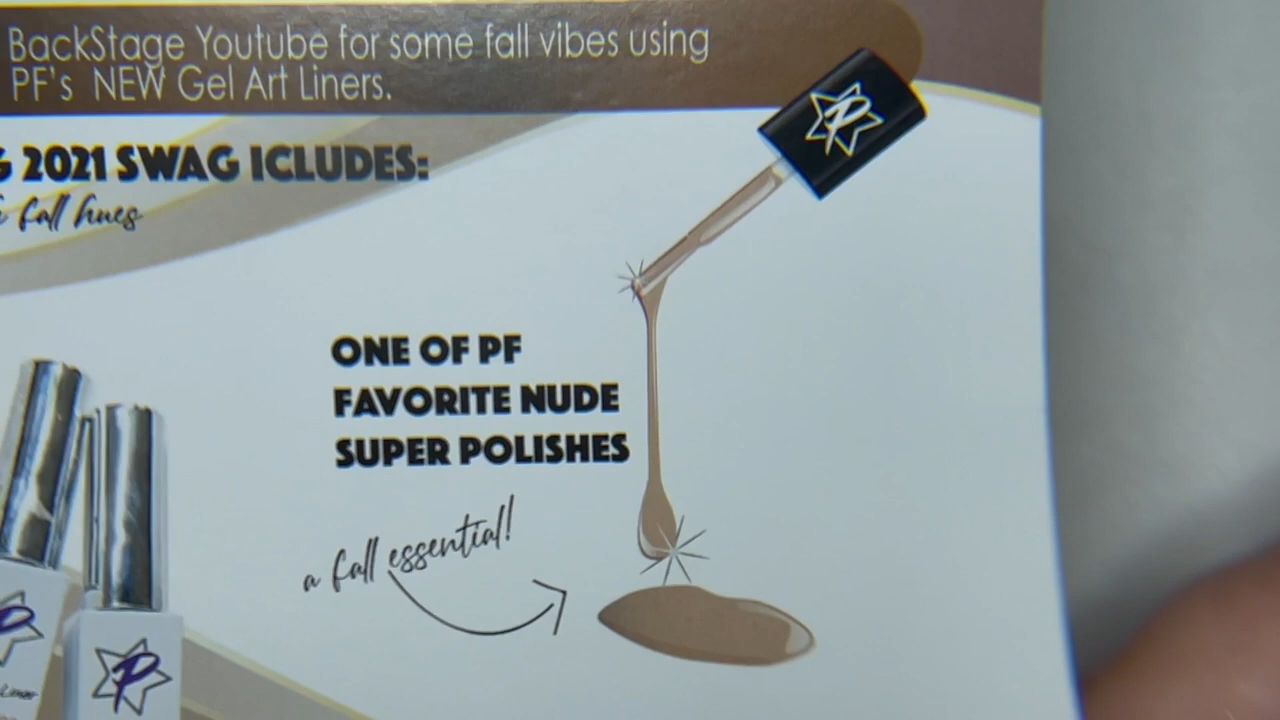 BackStage Youtube for some fall vibes using
PF's NEW Gel Art Liners.
G 2021 SWAG ICLUDES:
fall hues
ONE OF PF
FAVORITE NUDE
SUPER POLISHES
a fall essential!
P
P
P
Liner